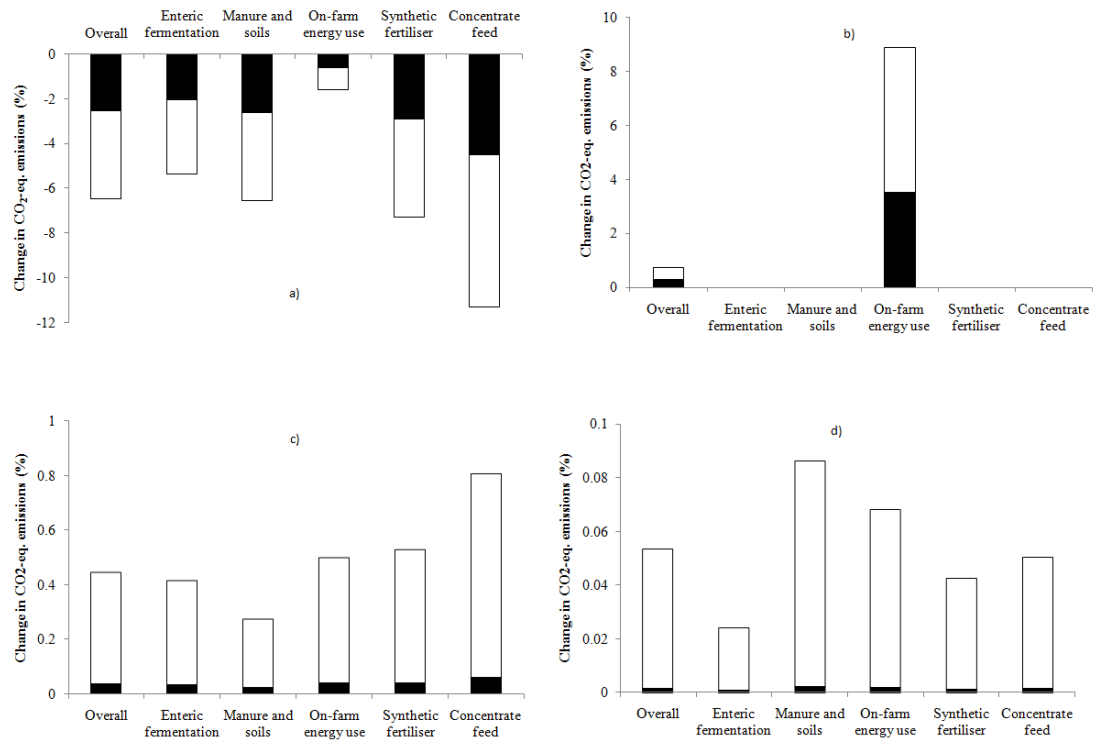 Overall
Enteric
fermentation
Manure and
soils
On-farm
energy use
Synthetic
fertiliser
Concentrate
feed
Change in CO2-eq. emissions (%)
0
-2
-4
-6
-8
-10
-12
a)
Change in CO2-eq. emissions (%)
10
8
6
4
2
0
b)
Overall
Enteric
fermentation
Manure and
soils
On-farm
energy use
Synthetic
fertiliser
Concentrate
feed
Change in CO2-eq. emissions (%)
1
0.8
0.6
0.4
0.2
0
c)
Overall
Enteric
fermentation
Manure and
soils
On-farm
energy use
Synthetic
fertiliser
Concentrate
feed
Change in CO2-eq. emissions (%)
0.1
0.08
0.06
0.04
0.02
0
d)
Overall
Enteric
fermentation
Manure and
soils
On-farm
energy use
Synthetic
fertiliser
Concentrate
feed